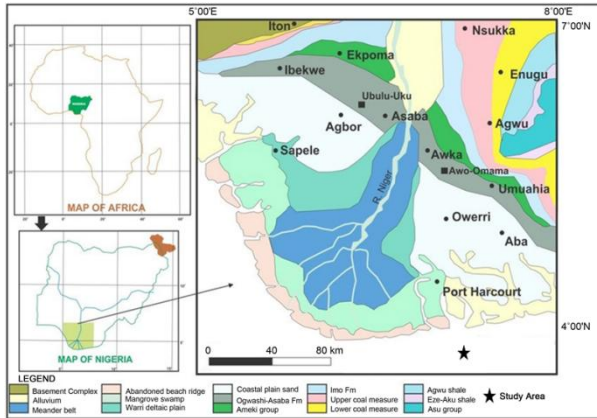 5°00'E
8°00'E
7°00'N
4°00'N
NIGERIA
MAP OF AFRICA
MAP OF NIGERIA
Iton
Nsukka
Ekpoma
Ibekwe
Enugu
Ubulu-Uku
Asaba
Agbor
Agwu
Sapele
Awka
Awo-Omama
R. Niger
Umuahia
Owerri
Aba
Port Harcourt
0 40 80 km
LEGEND
Basement Complex
Alluvium
Meander belt
Abandoned beach ridge
Mangrove swamp
Warri deltaic plain
Coastal plain sand
Ogwashi-Asaba Fm
Ameki group
Imo Fm
Upper coal measure
Lower coal measure
Agwu shale
Eze-Aku shale
Asu group
Study Area